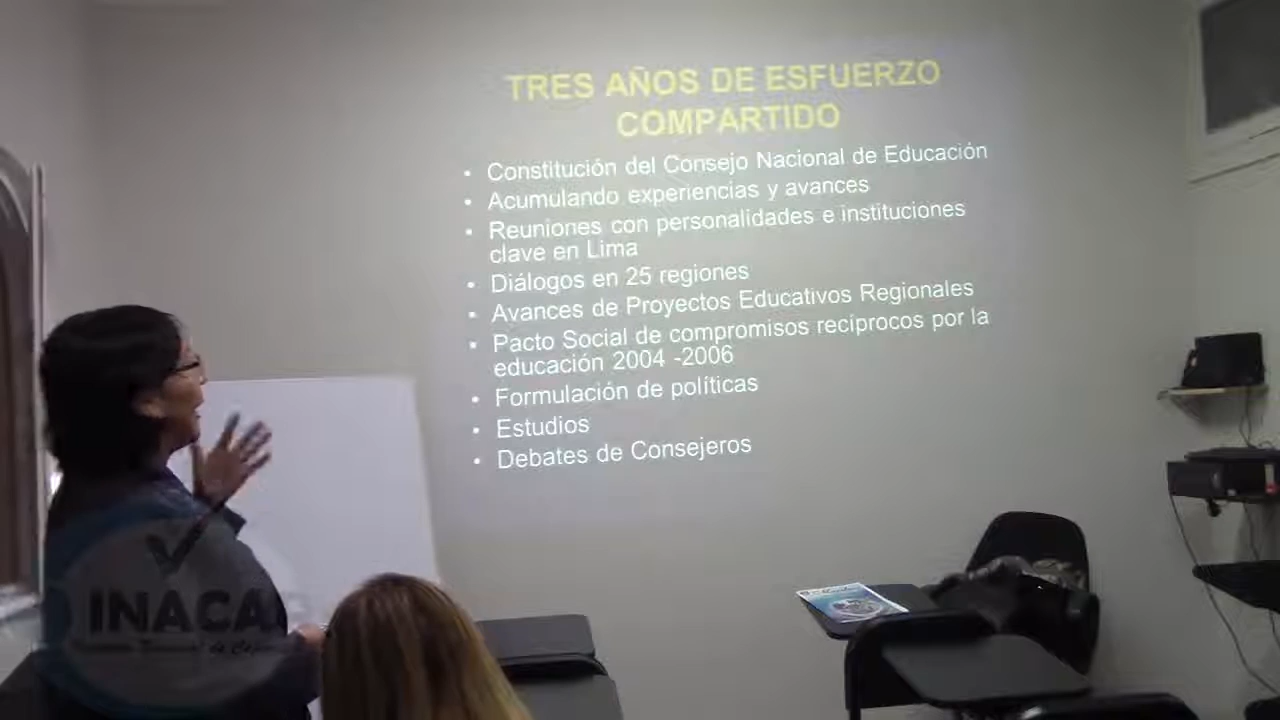 TRES AÑOS DE ESFUERZO
COMPARTIDO
• Constitución del Consejo Nacional de Educación
• Acumulando experiencias y avances
• Reuniones con personalidades e instituciones
clave en Lima
• Diálogos en 25 regiones
• Avances de Proyectos Educativos Regionales
• Pacto Social de compromisos recíprocos por la
educación 2004 -2006
• Formulación de políticas
• Estudios
• Debates de Consejeros
INACA